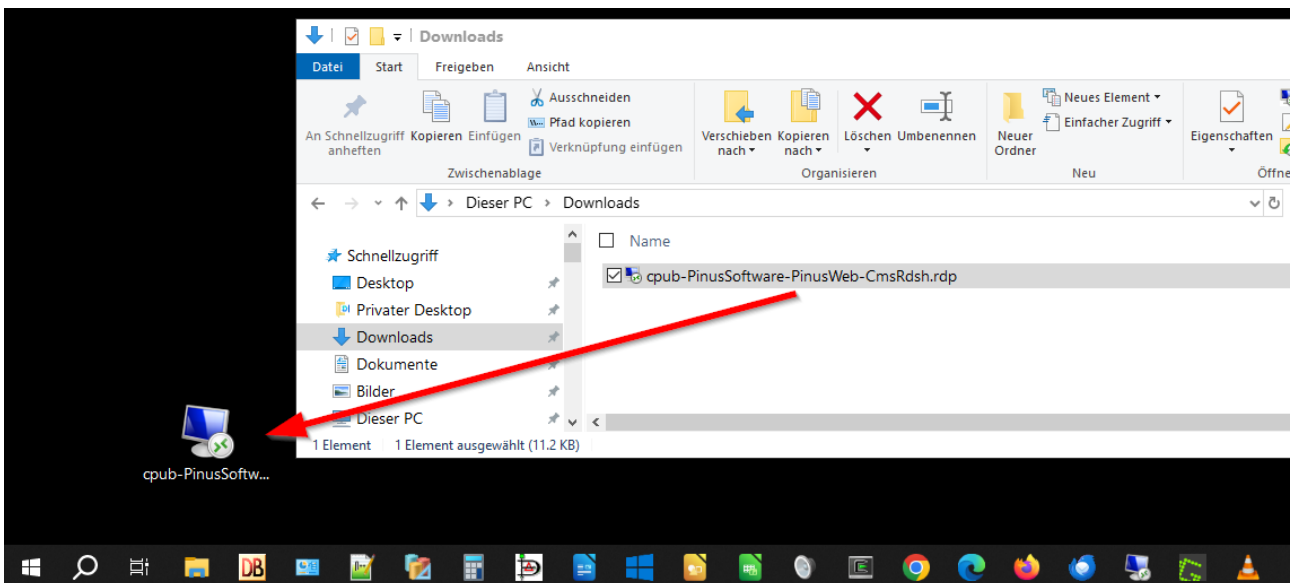 Downloads
Datei Start Freigeben Ansicht
An Schnellzugriff anheften
Kopieren
Einfügen
Ausschneiden
Pfad kopieren
Verknüpfung einfügen
Zwischenablage
Verschieben nach
Kopieren nach
Löschen
Umbenennen
Organisieren
Neuer Ordner
Neues Element
Einfacher Zugriff
Neu
Eigenschaften
Öffne
Dieser PC > Downloads
Name
Schnellzugriff
cpub-PinusSoftware-PinusWeb-CmsRdsh.rdp
Desktop
Privater Desktop
Downloads
Dokumente
Bilder
Dieser PC
1 Element 1 Element ausgewählt (11.2 KB)
cpub-PinusSoftw...
DB